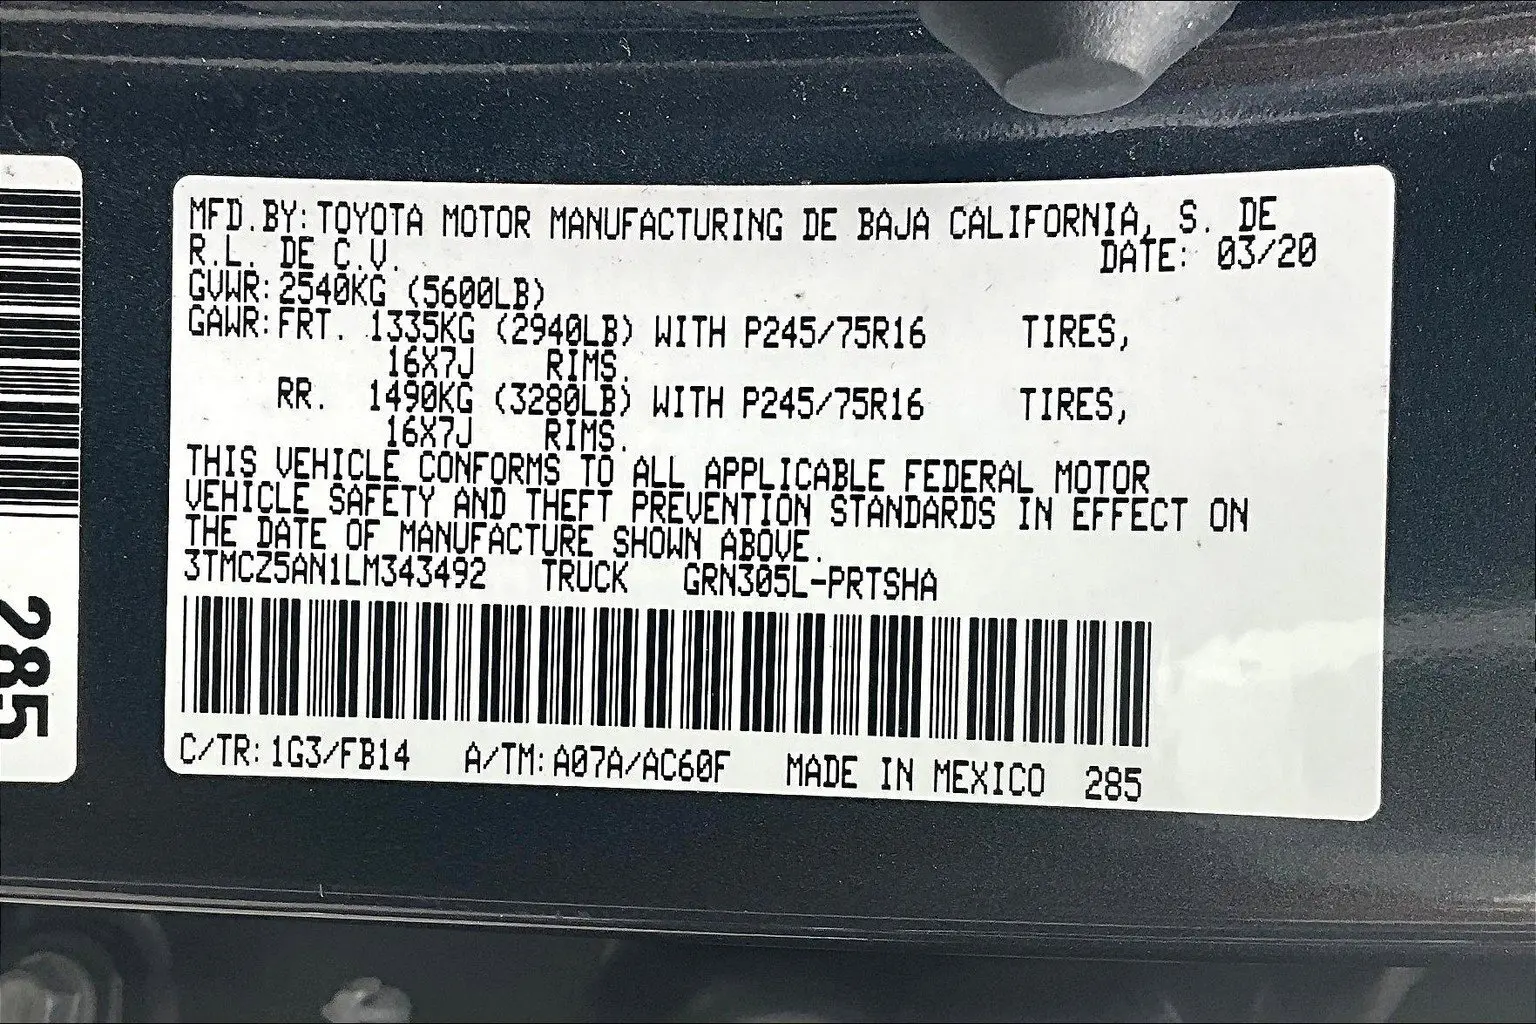 MFD.BY:TOYOTA MOTOR MANUFACTURING DE BAJA CALIFORNIA, S. DE
R.L. DE C.V. DATE: 03/20
GVWR:2540KG (5600LB)
GAWR:FRT. 1335KG (2940LB) WITH P245/75R16 TIRES,
16X7J RIMS.
RR. 1490KG (3280LB) WITH P245/75R16 TIRES,
16X7J RIMS.
THIS VEHICLE CONFORMS TO ALL APPLICABLE FEDERAL MOTOR
VEHICLE SAFETY AND THEFT PREVENTION STANDARDS IN EFFECT ON
THE DATE OF MANUFACTURE SHOWN ABOVE.
3TMCZ5AN1LM343492 TRUCK GRN305L-PRTSHA
C/TR:1G3/FB14 A/TM:A07A/AC60F MADE IN MEXICO 285
285